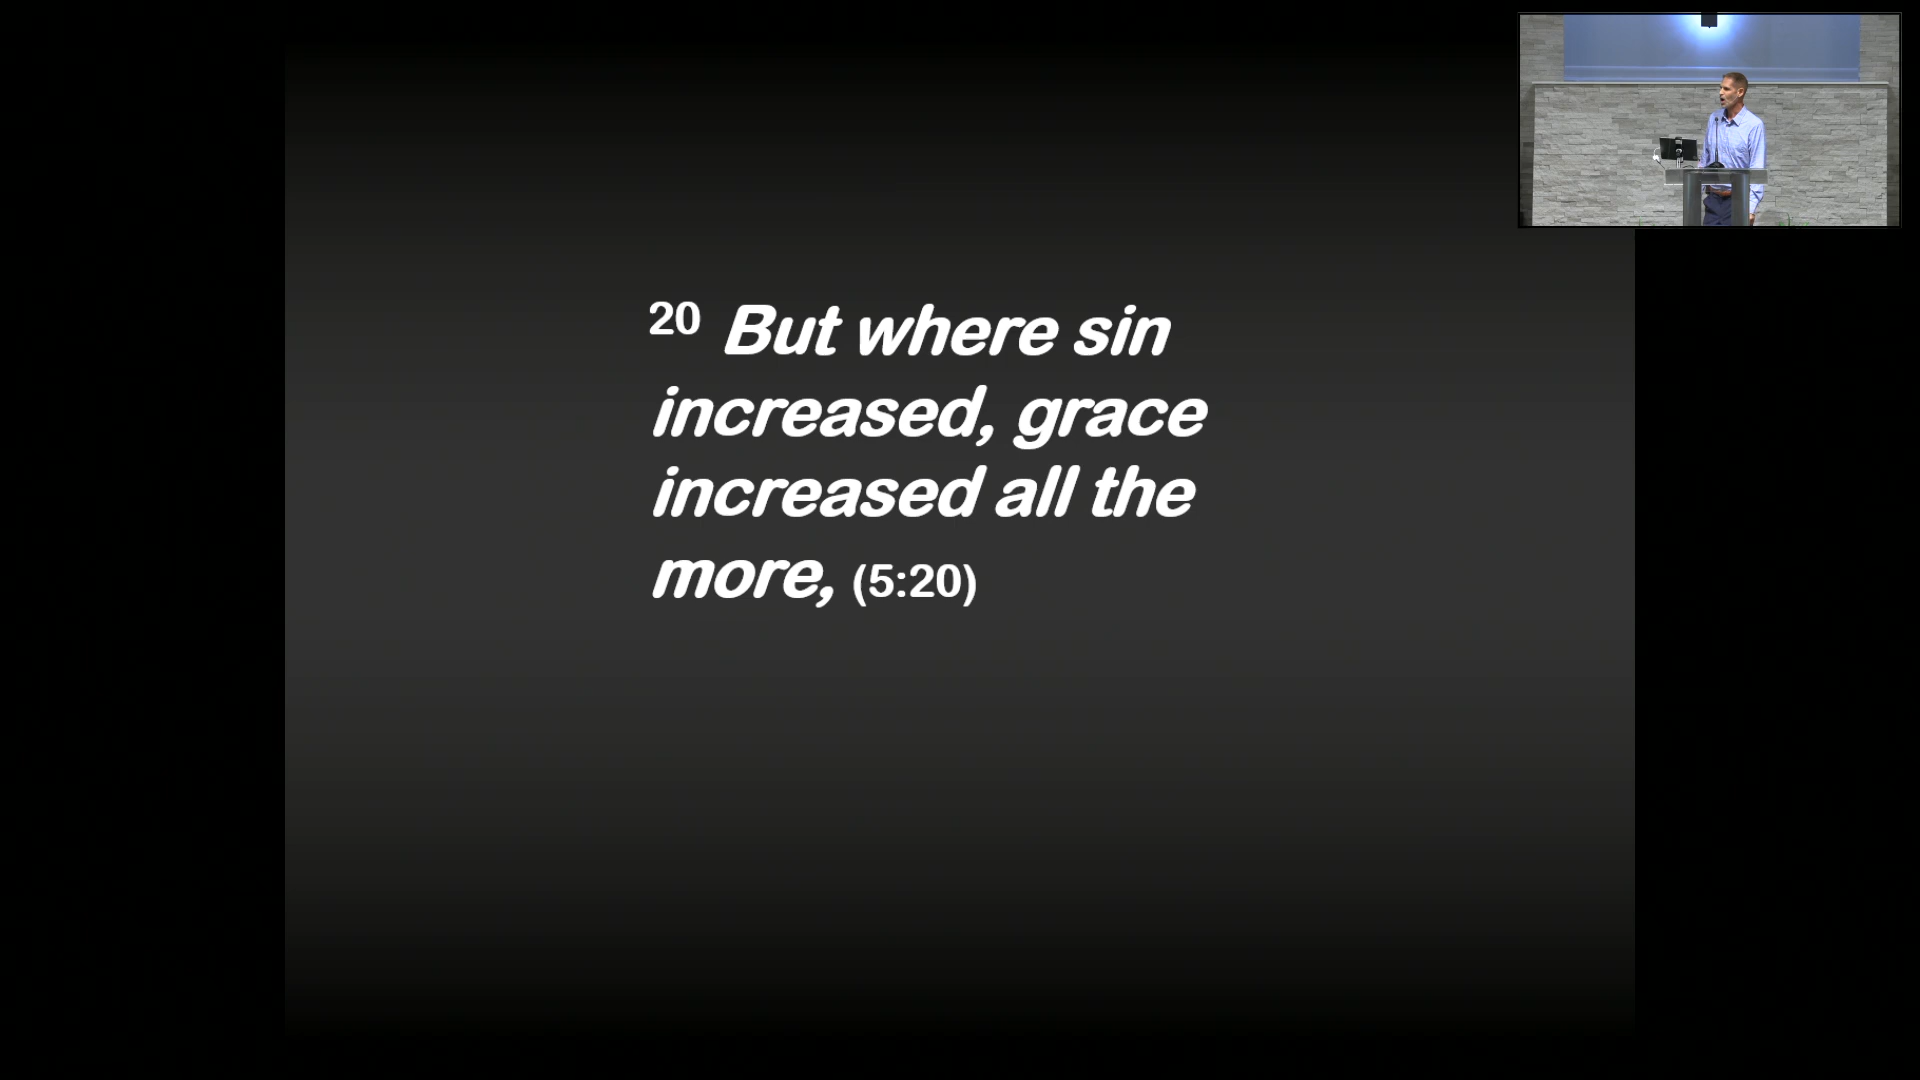 20 But where sin
increased, grace
increased all the
more, (5:20)